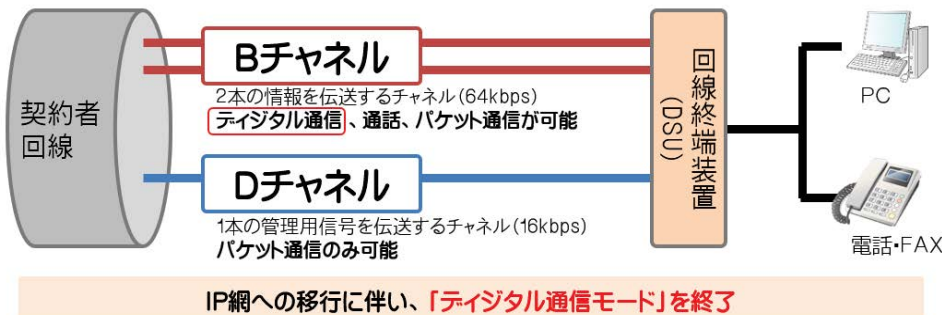 契約者
回線
Bチャネル
2本の情報を伝送するチャネル(64kbps)
ディジタル通信、通話、パケット通信が可能
Dチャネル
1本の管理用信号を伝送するチャネル(16kbps)
パケット通信のみ可能
回線終端装置
(DSU)
PC
電話・FAX
IP網への移行に伴い、「ディジタル通信モード」を終了